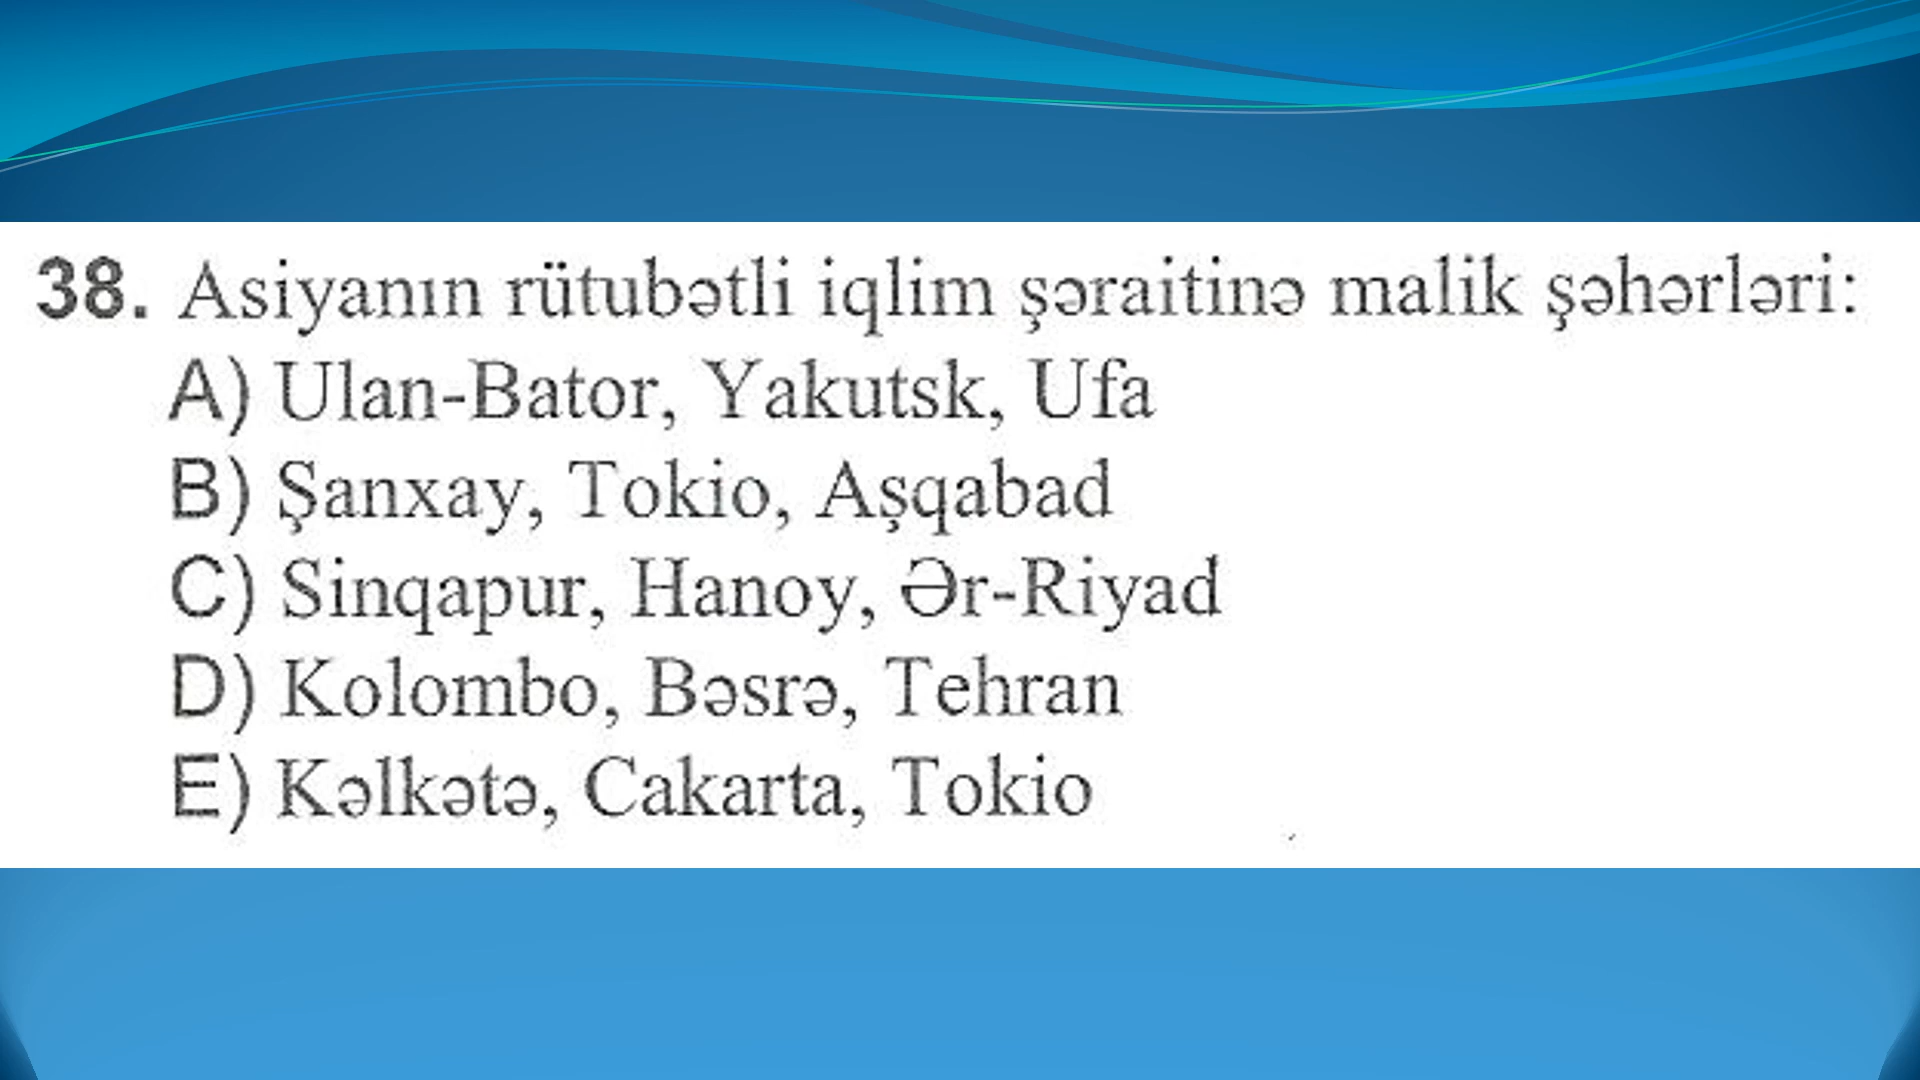 38. Asiyanın rütubətli iqlim şəraitinə malik şəhərləri:
A) Ulan-Bator, Yakutsk, Ufa
B) Şanxay, Tokio, Aşqabad
C) Sinqapur, Hanoy, Ər-Riyad
D) Kolombo, Bəsrə, Tehran
E) Kəlkətə, Cakarta, Tokio